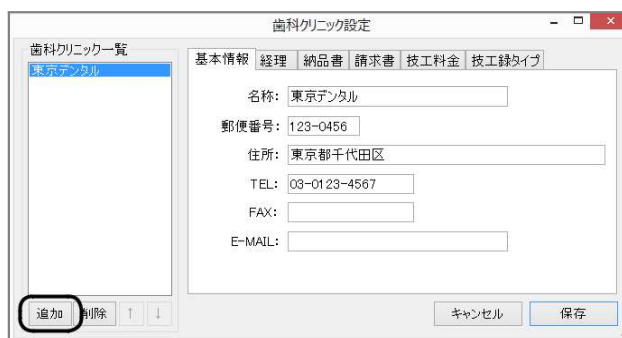 歯科クリニック設定
歯科クリニック一覧
東京デンタル
基本情報 経理 納品書 請求書 技工料金 技工録タイプ
名称: 東京デンタル
郵便番号: 123-0456
住所: 東京都千代田区
TEL: 03-0123-4567
FAX:
E-MAIL:
追加 削除 ↑ ↓ キャンセル 保存